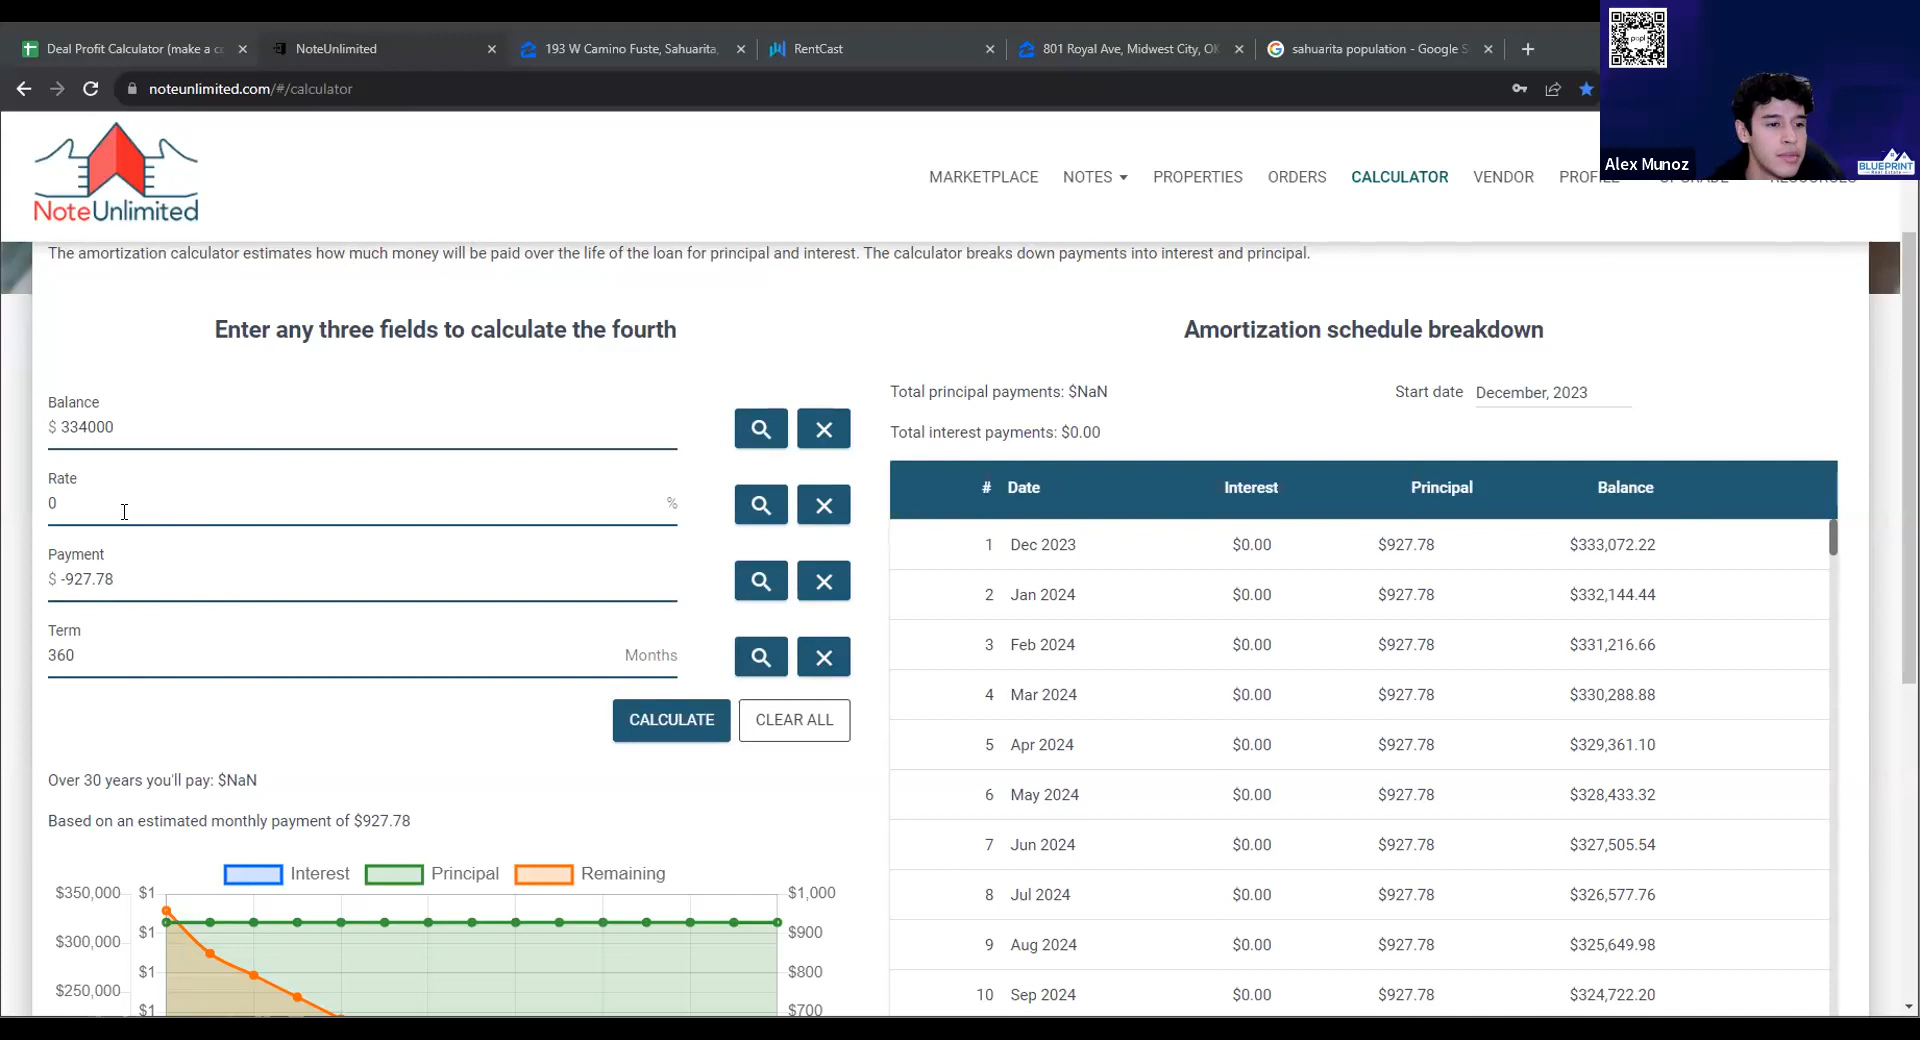 Deal Profit Calculator (make a c
NoteUnlimited
193 W Camino Fuste, Sahuarita,
RentCast
801 Royal Ave, Midwest City, OK
sahuarita population - Google S
noteunlimited.com/#/calculator
popl
Alex Munoz
BLUEPRINT
NoteUnlimited
MARKETPLACE
NOTES
PROPERTIES
ORDERS
CALCULATOR
VENDOR
PROFILE
UPGRADE
RESOURCES
The amortization calculator estimates how much money will be paid over the life of the loan for principal and interest. The calculator breaks down payments into interest and principal.
Enter any three fields to calculate the fourth
Balance
$ 334000
Rate
0 %
Payment
$ -927.78
Term
360 Months
CALCULATE
CLEAR ALL
Over 30 years you'll pay: $NaN
Based on an estimated monthly payment of $927.78
Interest Principal Remaining
$350,000 $1 $1,000
$300,000 $1 $900
$1 $800
$250,000 $1 $700
Amortization schedule breakdown
Total principal payments: $NaN
Start date December, 2023
Total interest payments: $0.00
# Date Interest Principal Balance
1 Dec 2023 $0.00 $927.78 $333,072.22
2 Jan 2024 $0.00 $927.78 $332,144.44
3 Feb 2024 $0.00 $927.78 $331,216.66
4 Mar 2024 $0.00 $927.78 $330,288.88
5 Apr 2024 $0.00 $927.78 $329,361.10
6 May 2024 $0.00 $927.78 $328,433.32
7 Jun 2024 $0.00 $927.78 $327,505.54
8 Jul 2024 $0.00 $927.78 $326,577.76
9 Aug 2024 $0.00 $927.78 $325,649.98
10 Sep 2024 $0.00 $927.78 $324,722.20